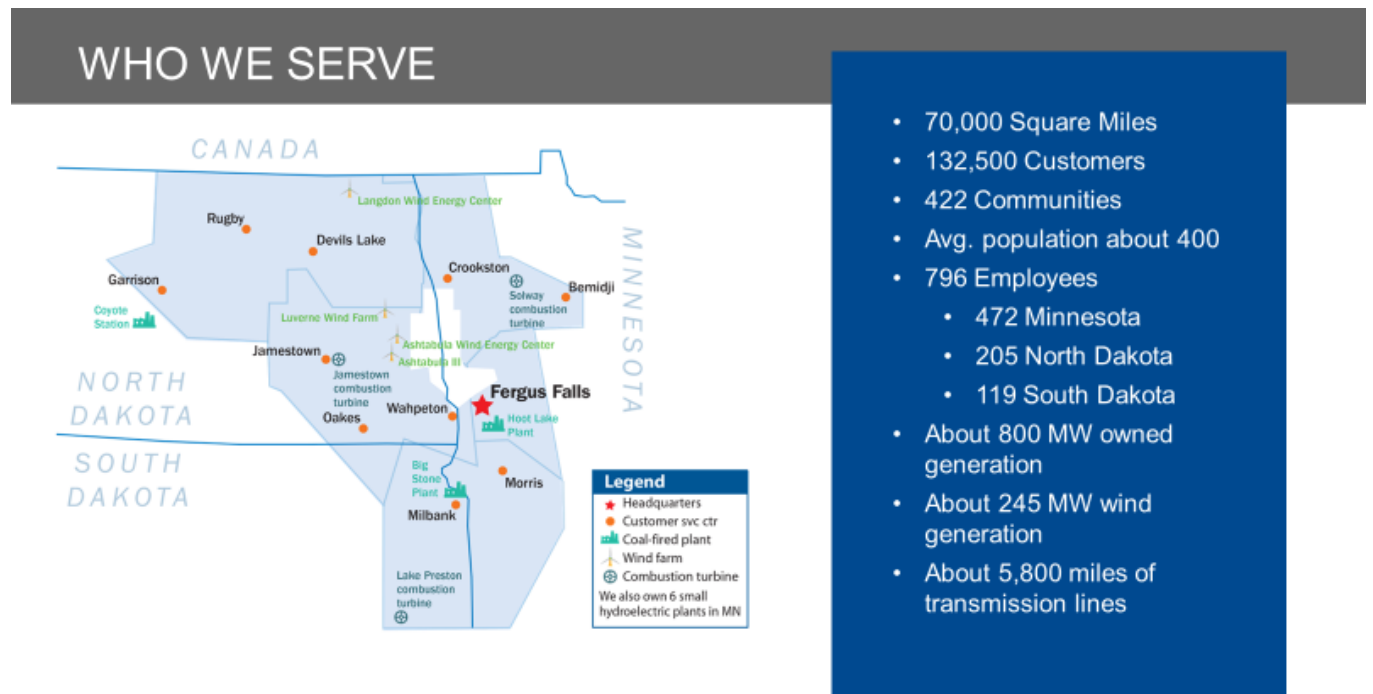 WHO WE SERVE
CANADA
Langdon Wind Energy Center
Rugby
Devils Lake
Crookston
Garrison
Solway
combustion
turbine
Bemidji
MINNESOTA
Coyote
Station
Luverne Wind Farm
Ashtabula Wind Energy Center
Ashtabula III
Jamestown
Jamestown
combustion
turbine
NORTH
DAKOTA
Fergus Falls
Wahpeton
Oakes
Hoot Lake
Plant
SOUTH
DAKOTA
Big
Stone
Plant
Morris
Milbank
Lake Preston
combustion
turbine
Legend
Headquarters
Customer svc ctr
Coal-fired plant
Wind farm
Combustion turbine
We also own 6 small
hydroelectric plants in MN
• 70,000 Square Miles
• 132,500 Customers
• 422 Communities
• Avg. population about 400
• 796 Employees
• 472 Minnesota
• 205 North Dakota
• 119 South Dakota
• About 800 MW owned
generation
• About 245 MW wind
generation
• About 5,800 miles of
transmission lines